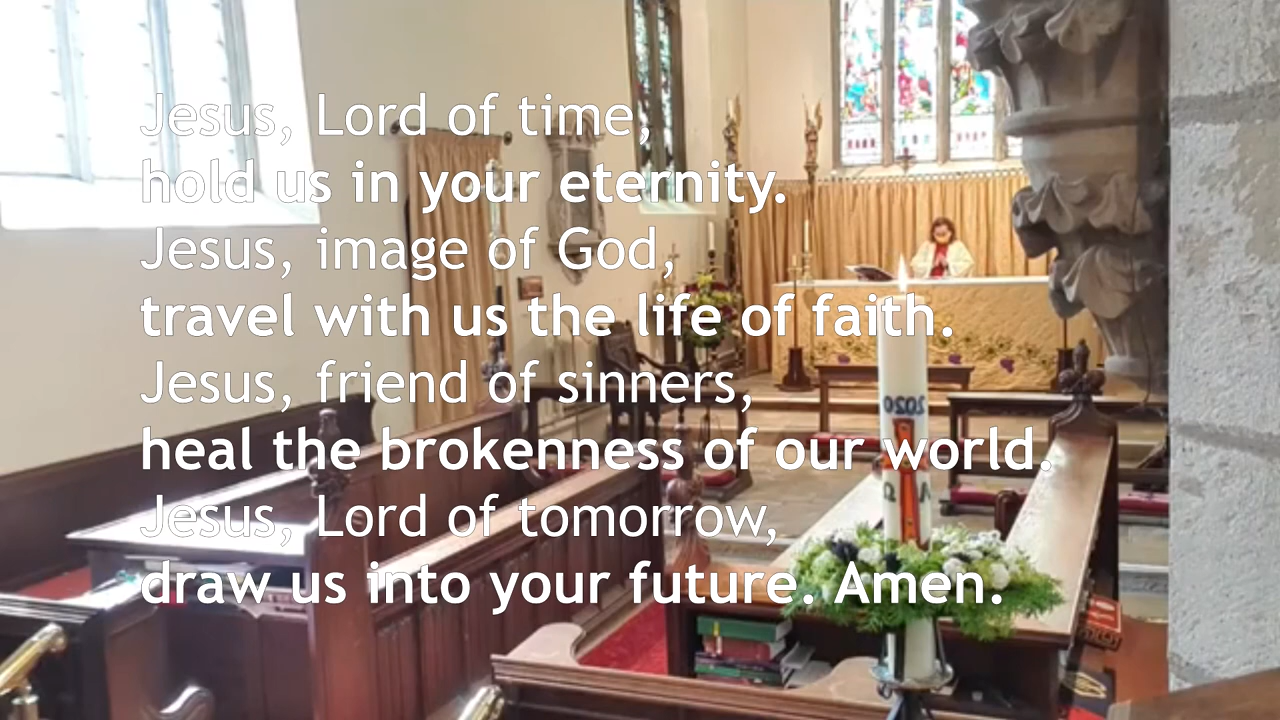 Jesus, Lord of time,
hold us in your eternity.
Jesus, image of God,
travel with us the life of faith.
Jesus, friend of sinners,
heal the brokenness of our world.
Jesus, Lord of tomorrow,
draw us into your future. Amen.
2020
Ω Α